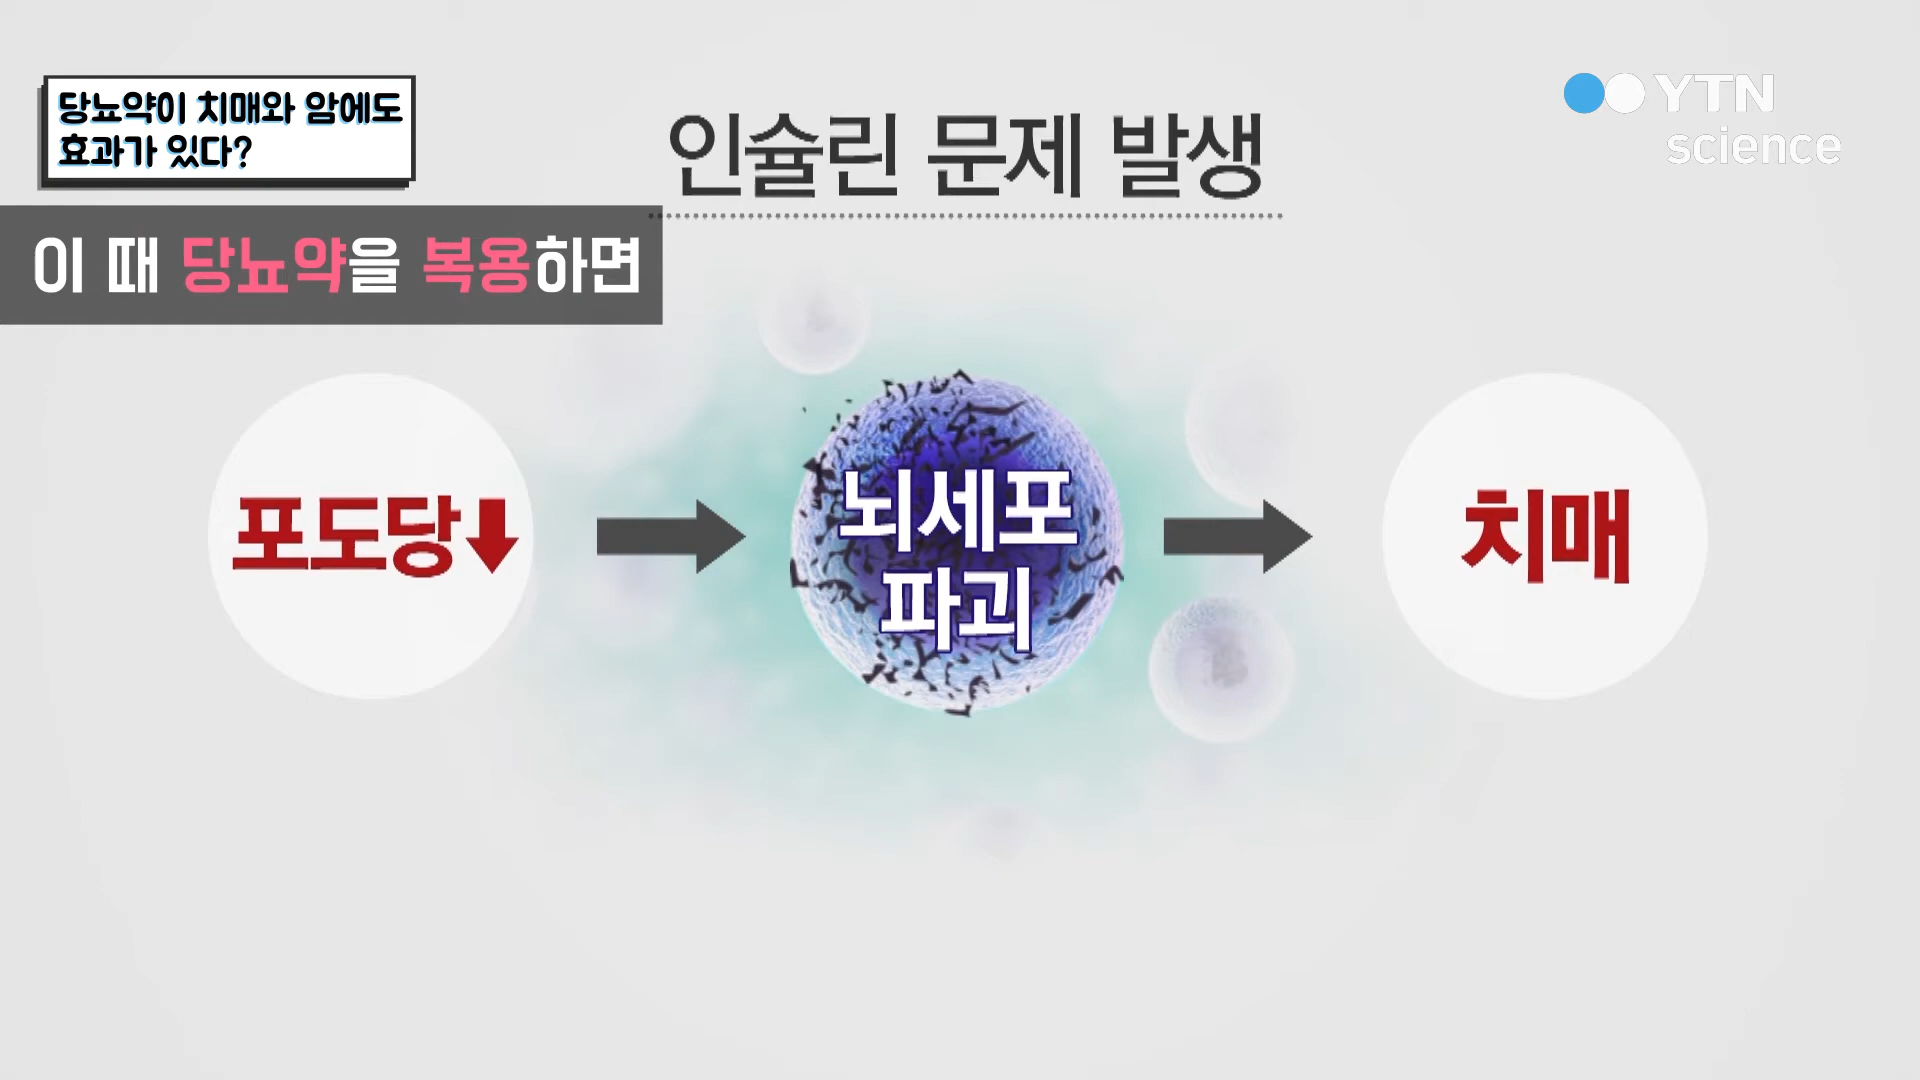 당뇨약이 치매와 암에도
효과가 있다?
YTN
science
인슐린 문제 발생
이 때 당뇨약을 복용하면
포도당
뇌세포
파괴
치매